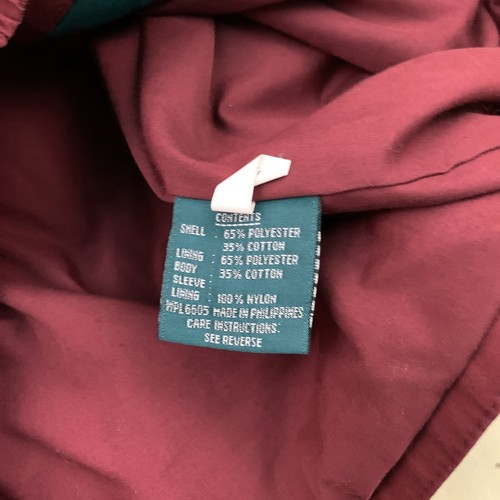 CONTENTS
SHELL : 65% POLYESTER
35% COTTON
LINING : 65% POLYESTER
BODY 35% COTTON
SLEEVE :
LINING : 100% NYLON
WPL6605 MADE IN PHILIPPINES
CARE INSTRUCTIONS:
SEE REVERSE